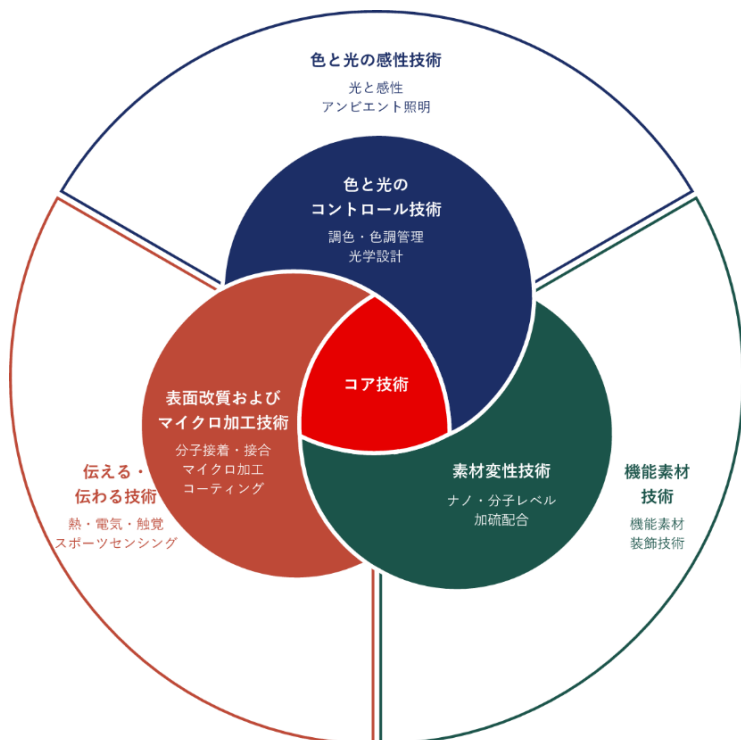 色と光の感性技術
光と感性
アンビエント照明
色と光の
コントロール技術
調色・色調管理
光学設計
コア技術
表面改質および
マイクロ加工技術
分子接着・接合
マイクロ加工
コーティング
伝える・
伝わる技術
熱・電気・触覚
スポーツセンシング
素材変性技術
ナノ・分子レベル
加硫配合
機能素材
技術
機能素材
装飾技術